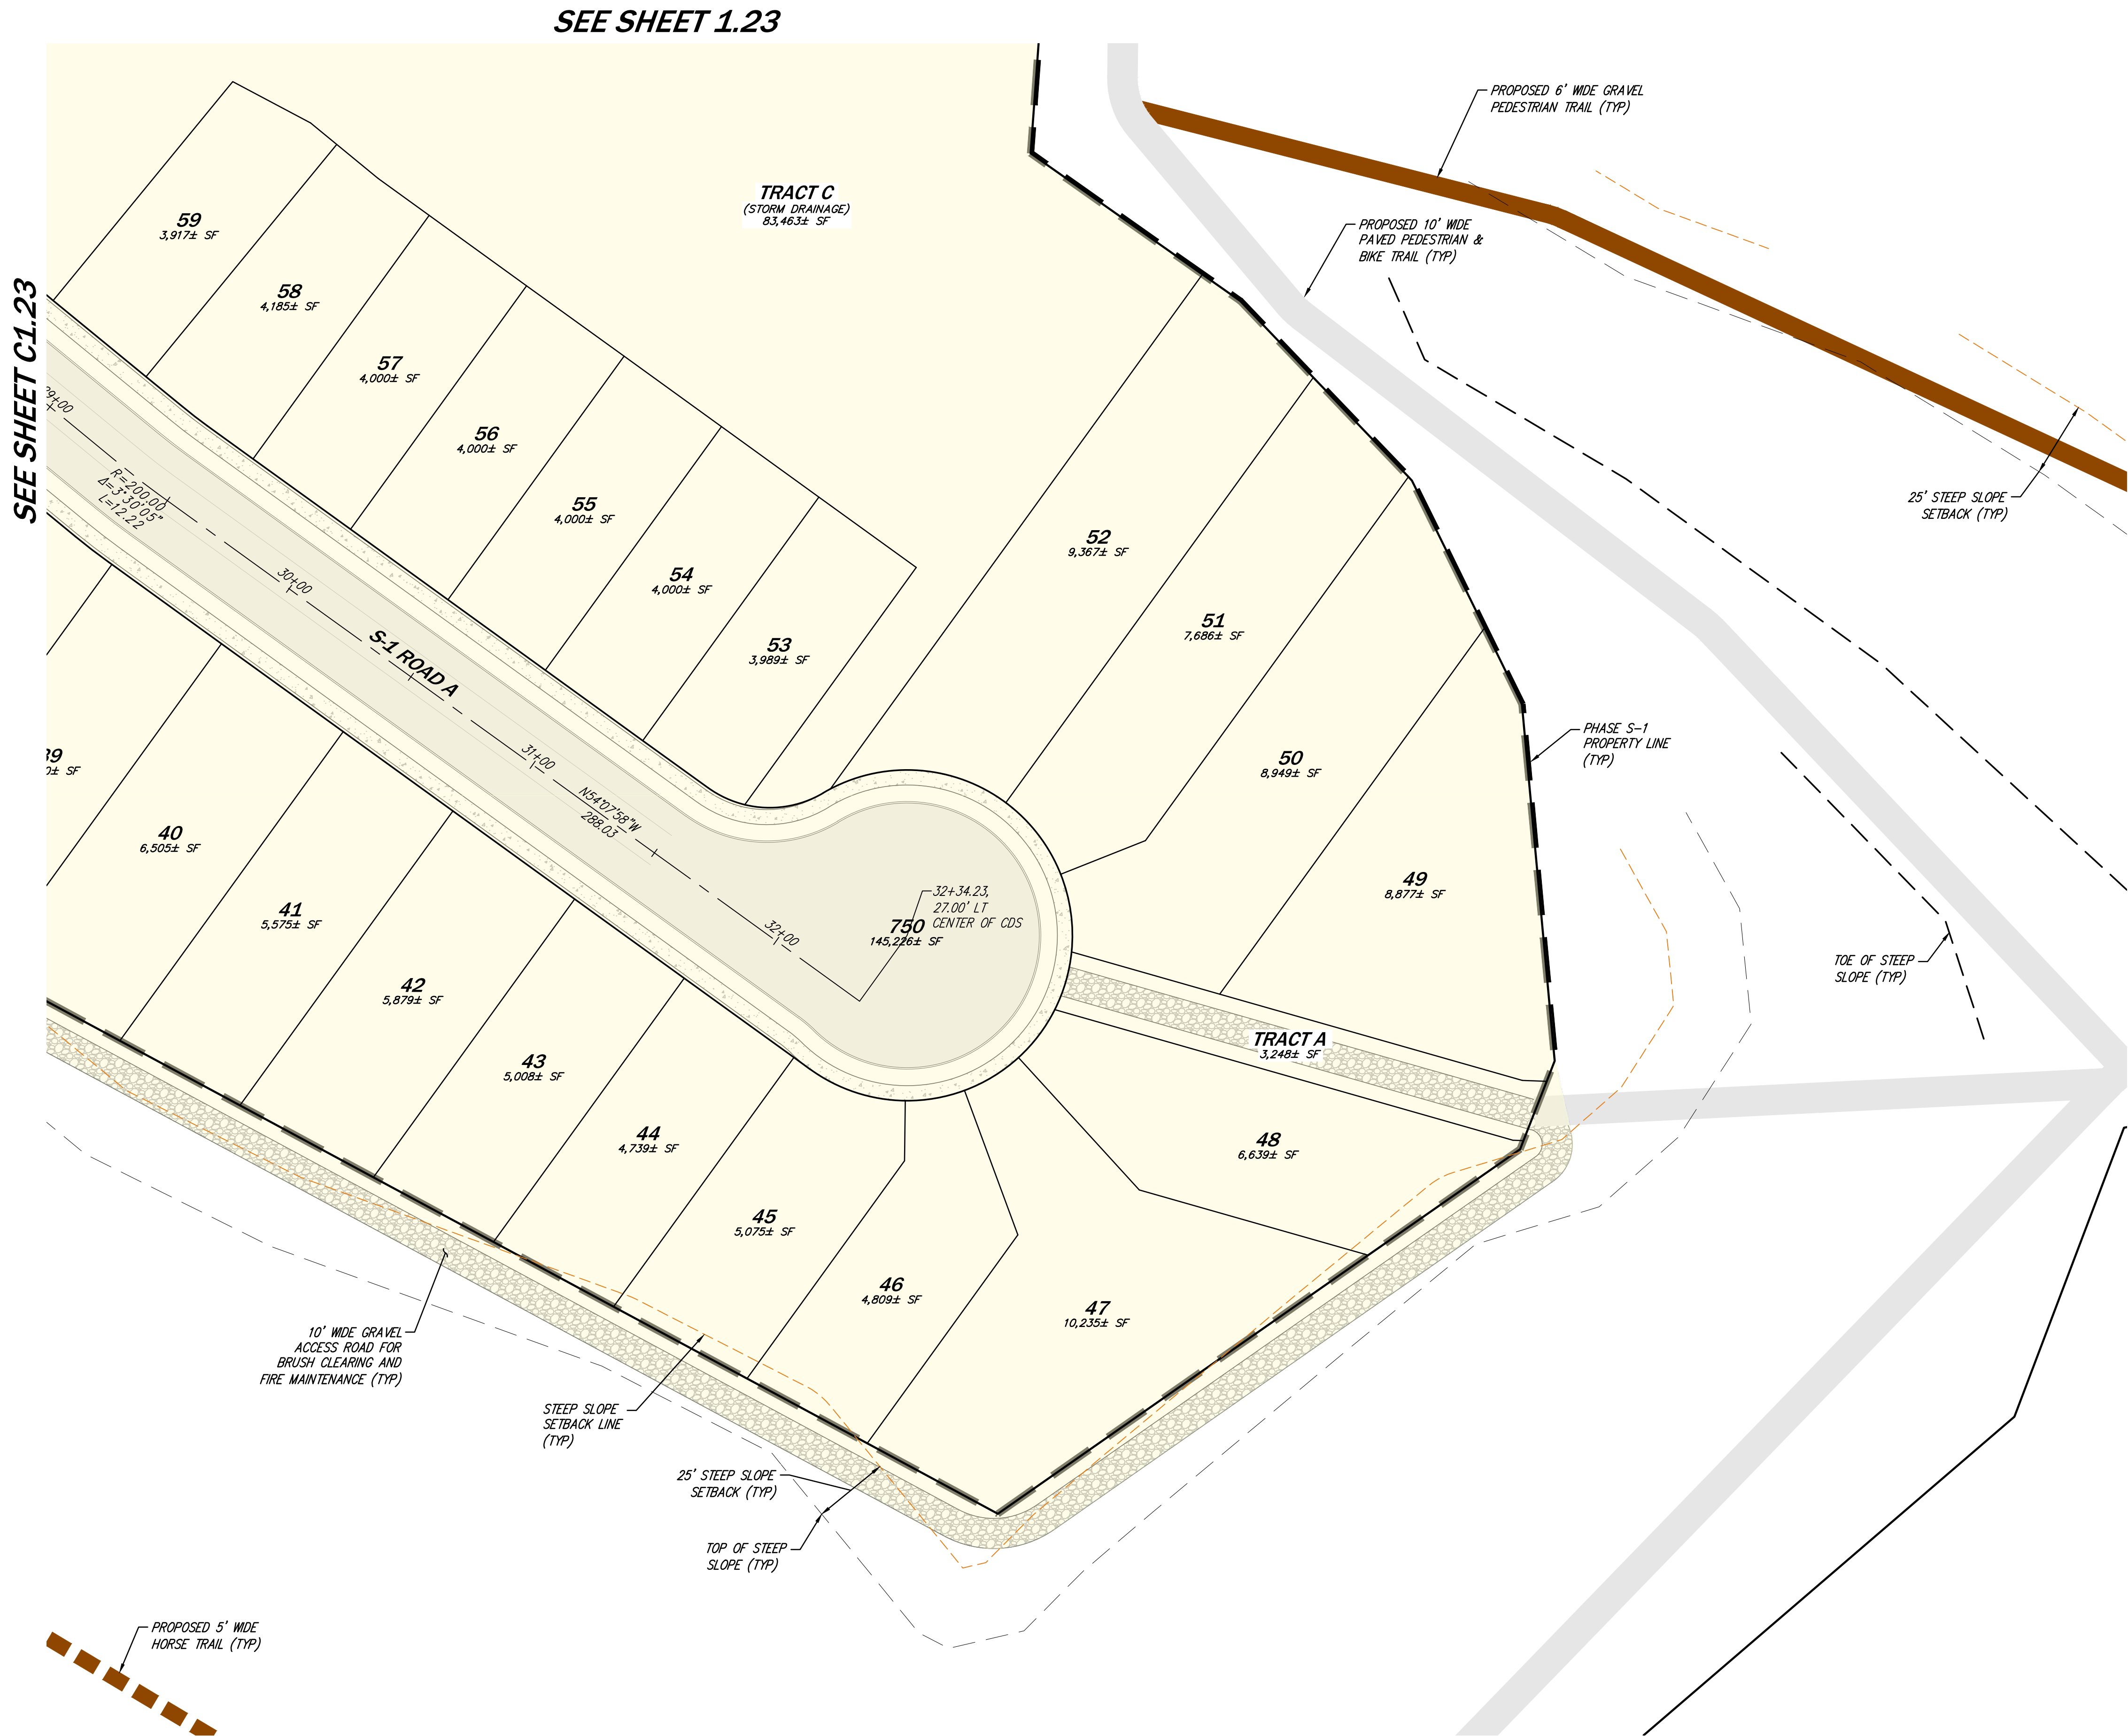 SEE SHEET 1.23
SEE SHEET C1.23
PROPOSED 6' WIDE GRAVEL
PEDESTRIAN TRAIL (TYP)
TRACT C
(STORM DRAINAGE)
83,463± SF
PROPOSED 10' WIDE
PAVED PEDESTRIAN &
BIKE TRAIL (TYP)
59
3,917± SF
58
4,185± SF
57
4,000± SF
56
4,000± SF
55
4,000± SF
54
4,000± SF
53
3,989± SF
52
9,367± SF
51
7,686± SF
50
8,949± SF
49
8,877± SF
25' STEEP SLOPE
SETBACK (TYP)
R=200.00
Δ=3°30'05"
L=12.22
30+00
S-1 ROAD A
31+00
N54°07'58"W
288.03
32+00
32+34.23,
27.00' LT
CENTER OF CDS
750
145,226± SF
PHASE S-1
PROPERTY LINE
(TYP)
TOE OF STEEP
SLOPE (TYP)
TRACT A
3,248± SF
40
6,505± SF
41
5,575± SF
42
5,879± SF
43
5,008± SF
44
4,739± SF
45
5,075± SF
46
4,809± SF
47
10,235± SF
48
6,639± SF
10' WIDE GRAVEL
ACCESS ROAD FOR
BRUSH CLEARING AND
FIRE MAINTENANCE (TYP)
STEEP SLOPE
SETBACK LINE
(TYP)
25' STEEP SLOPE
SETBACK (TYP)
TOP OF STEEP
SLOPE (TYP)
PROPOSED 5' WIDE
HORSE TRAIL (TYP)